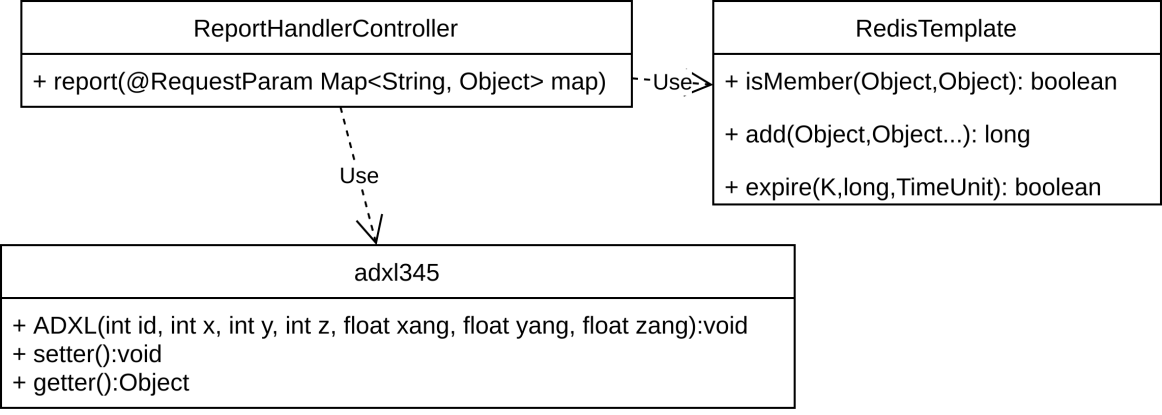 ReportHandlerController
+ report(@RequestParam Map<String, Object> map)
Use
RedisTemplate
+ isMember(Object,Object): boolean
+ add(Object,Object...): long
+ expire(K,long,TimeUnit): boolean
Use
adxl345
+ ADXL(int id, int x, int y, int z, float xang, float yang, float zang):void
+ setter():void
+ getter():Object